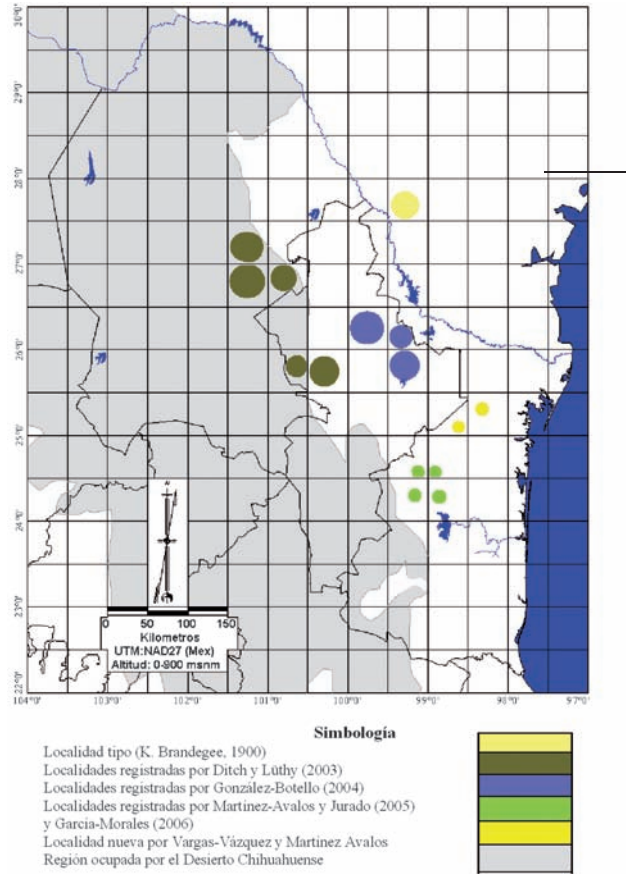 30°0'
29°0'
28°0'
27°0'
26°0'
25°0'
24°0'
23°0'
22°0'
N
0 50 100 150
Kilometros
UTM:NAD27 (Mex)
Altitud: 0-900 msnm
104°0' 103°0' 102°0' 101°0' 100°0' 99°0' 98°0' 97°0'
Simbología
Localidad tipo (K. Brandegee, 1900)
Localidades registradas por Ditch y Lüthy (2003)
Localidades registradas por González-Botello (2004)
Localidades registradas por Martínez-Avalos y Jurado (2005)
y García-Morales (2006)
Localidad nueva por Vargas-Vázquez y Martínez Avalos
Región ocupada por el Desierto Chihuahuense